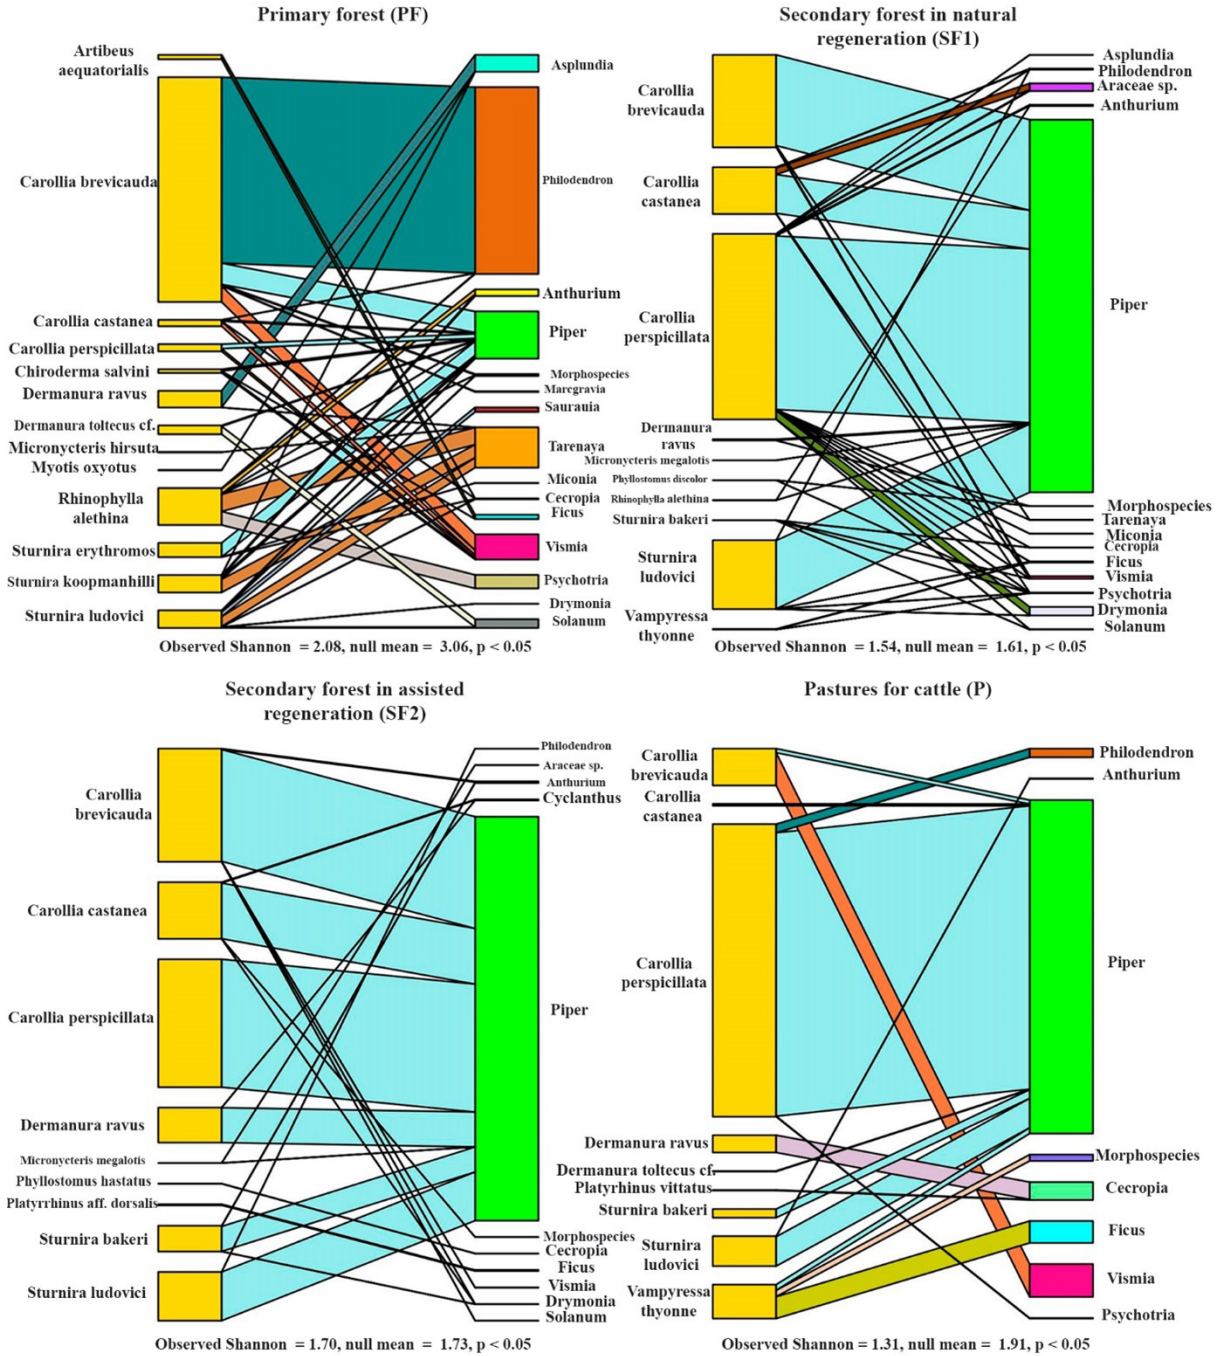 Primary forest (PF)
Artibeus
aequatorialis
Carollia brevicauda
Carollia castanea
Carollia perspicillata
Chiroderma salvini
Dermanura ravus
Dermanura toltecus cf.
Micronycteris hirsuta
Myotis oxyotus
Rhinophylla
alethina
Sturnira erythromos
Sturnira koopmanhilli
Sturnira ludovici
Asplundia
Philodendron
Anthurium
Piper
Morphospecies
Maregravia
Saurauia
Tarenaya
Miconia
Cecropia
Ficus
Vismia
Psychotria
Drymonia
Solanum
Observed Shannon = 2.08, null mean = 3.06, p < 0.05
Secondary forest in natural
regeneration (SF1)
Carollia
brevicauda
Carollia
castanea
Carollia
perspicillata
Dermanura
ravus
Micronycteris megalotis
Phyllostomus discolor
Rhinophylla alethina
Sturnira bakeri
Sturnira
ludovici
Vampyressa
thyonne
Asplundia
Philodendron
Araceae sp.
Anthurium
Piper
Morphospecies
Tarenaya
Miconia
Cecropia
Ficus
Vismia
Psychotria
Drymonia
Solanum
Observed Shannon = 1.54, null mean = 1.61, p < 0.05
Secondary forest in assisted
regeneration (SF2)
Carollia
brevicauda
Carollia castanea
Carollia perspicillata
Dermanura ravus
Micronycteris megalotis
Phyllostomus hastatus
Platyrrhinus aff. dorsalis
Sturnira bakeri
Sturnira ludovici
Philodendron
Araceae sp.
Anthurium
Cyclanthus
Piper
Morphospecies
Cecropia
Ficus
Vismia
Drymonia
Solanum
Observed Shannon = 1.70, null mean = 1.73, p < 0.05
Pastures for cattle (P)
Carollia
brevicauda
Carollia
castanea
Carollia
perspicillata
Dermanura ravus
Dermanura toltecus cf.
Platyrhinus vittatus
Sturnira bakeri
Sturnira
ludovici
Vampyressa
thyonne
Philodendron
Anthurium
Piper
Morphospecies
Cecropia
Ficus
Vismia
Psychotria
Observed Shannon = 1.31, null mean = 1.91, p < 0.05